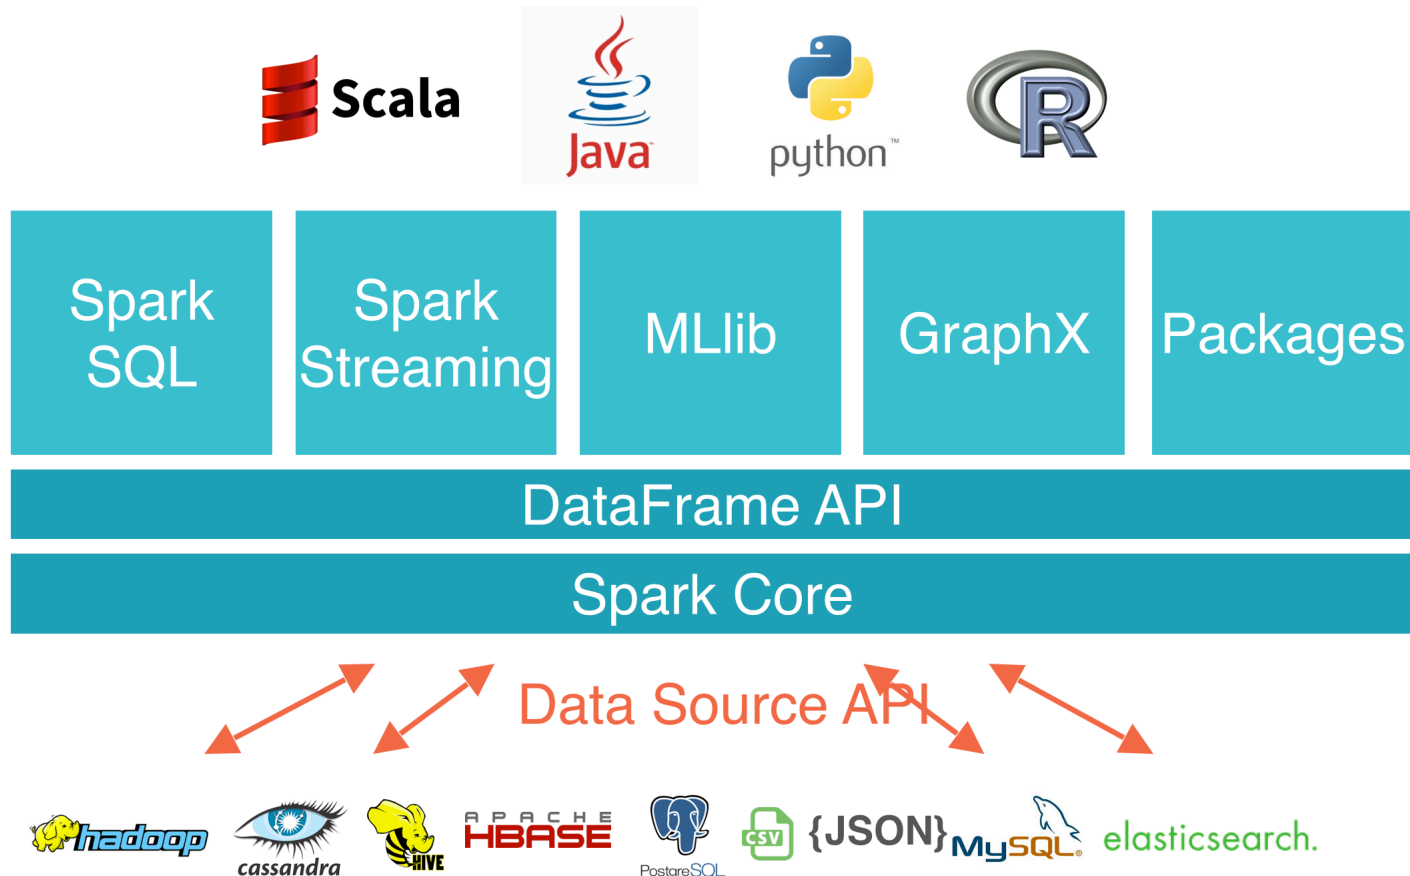 Scala
Java™
python™
R
Spark
SQL
Spark
Streaming
MLlib
GraphX
Packages
DataFrame API
Spark Core
Data Source API
hadoop
cassandra
HIVE
APACHE
HBASE
PostgreSQL
CSV
{JSON}
MySQL®
elasticsearch.